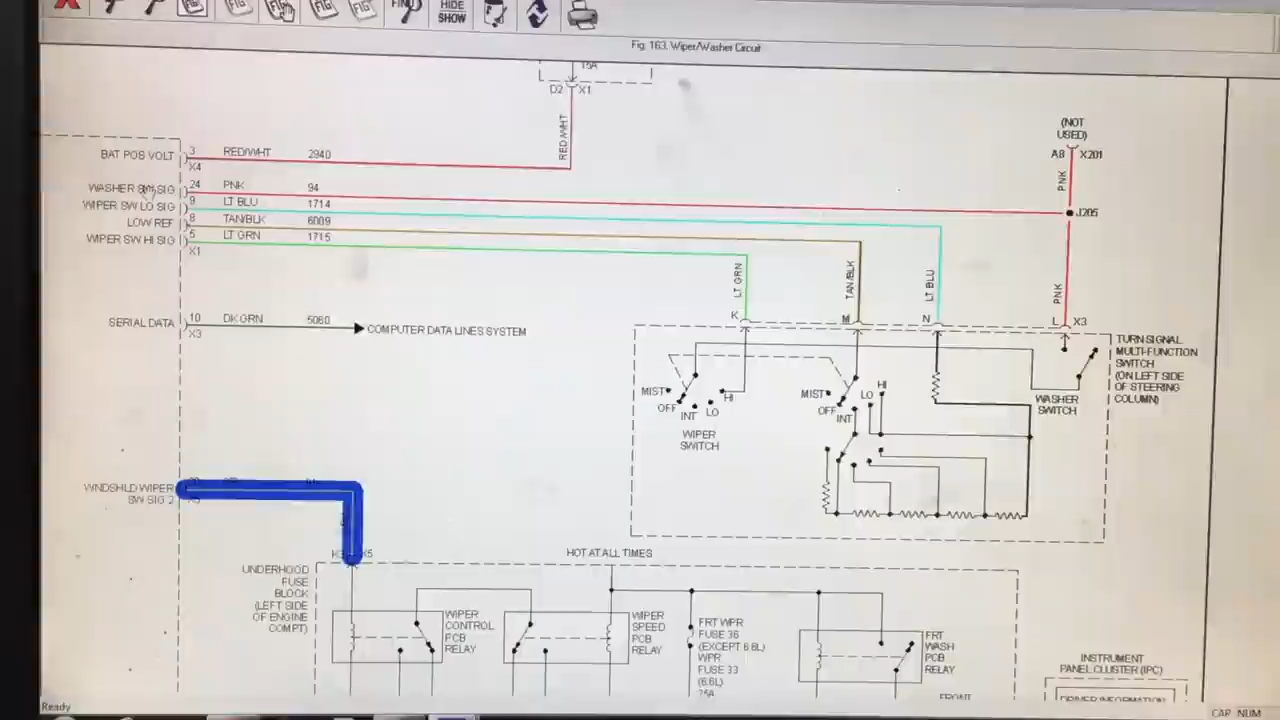 FIND
HIDE
SHOW
Fig. 163. Wiper/Washer Circuit
15A
D2 X1
RED/WHT
(NOT
USED)
A8 X201
PNK
BAT POS VOLT 3 RED/WHT 2940
X4
WASHER SW SIG 24 PNK 94
WIPER SW LO SIG 9 LT BLU 1714
LOW REF 8 TAN/BLK 6009
WIPER SW HI SIG 5 LT GRN 1715
X1
J205
LT GRN
TAN/BLK
LT BLU
PNK
K M N L X3
SERIAL DATA 10 DK GRN 5060
X3
COMPUTER DATA LINES SYSTEM
TURN SIGNAL
MULTI-FUNCTION
SWITCH
(ON LEFT SIDE
OF STEERING
COLUMN)
MIST
OFF
INT
LO
HI
WIPER
SWITCH
MIST
OFF
INT
LO
HI
WASHER
SWITCH
WNDSHLD WIPER
SW SIG 2
X5
HOT AT ALL TIMES
UNDERHOOD
FUSE
BLOCK
(LEFT SIDE
OF ENGINE
COMPT)
WIPER
CONTROL
PCB
RELAY
WIPER
SPEED
PCB
RELAY
FRT WPR
FUSE 36
(EXCEPT 6.6L)
WPR
FUSE 33
(6.6L)
25A
FRT
WASH
PCB
RELAY
FRONT
INSTRUMENT
PANEL CLUSTER (IPC)
DRIVER INFORMATION
Ready
CAP NUM